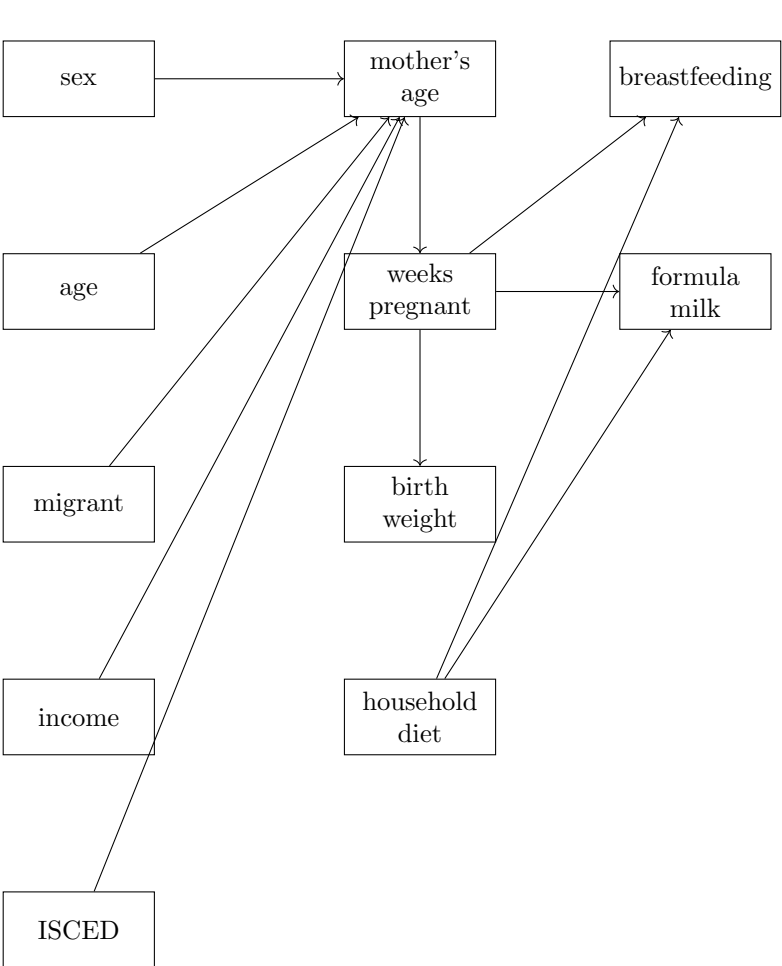 sex
mother's
age
breastfeeding
age
weeks
pregnant
formula
milk
migrant
birth
weight
income
household
diet
ISCED